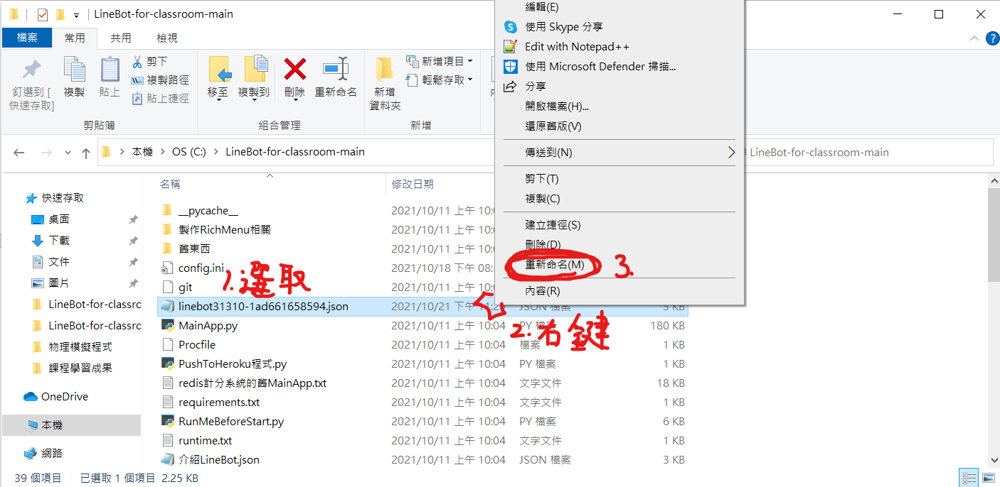 LineBot-for-classroom-main
檔案 常用 共用 檢視
釘選到 [
快速存取]
複製
貼上
剪下
複製路徑
貼上捷徑
剪貼簿
移至
複製到
刪除
重新命名
組合管理
新增
資料夾
新增項目
輕鬆存取
新增
編輯(E)
使用 Skype 分享
Edit with Notepad++
使用 Microsoft Defender 掃描...
分享
開啟檔案(H)...
還原舊版(V)
傳送到(N)
剪下(T)
複製(C)
建立捷徑(S)
刪除(D)
重新命名(M)
3.
內容(R)
本機 OS (C:) LineBot-for-classroom-main
LineBot-for-classroom-main
快速存取
桌面
下載
文件
圖片
LineBot-for-classro
LineBot-for-classro
物理模擬程式
課程學習成果
OneDrive
本機
網路
名稱 修改日期
__pycache__ 2021/10/11 上午 10:
製作RichMenu相關 2021/10/11 上午 10:
舊東西 2021/10/11 上午 10:
config.ini 2021/10/18 下午 08:
1.選取
git 2021/10/11 上午 10:
linebot31310-1ad661658594.json 2021/10/21 下午 JSON 檔案 3 KB
2.右鍵
MainApp.py 2021/10/11 上午 10:04 PY 檔案 180 KB
Procfile 2021/10/11 上午 10:04 檔案 1 KB
PushToHeroku程式.py 2021/10/11 上午 10:04 PY 檔案 1 KB
redis計分系統的舊MainApp.txt 2021/10/11 上午 10:04 文字文件 18 KB
requirements.txt 2021/10/11 上午 10:04 文字文件 1 KB
RunMeBeforeStart.py 2021/10/11 上午 10:04 PY 檔案 6 KB
runtime.txt 2021/10/11 上午 10:04 文字文件 1 KB
介紹LineBot.json 2021/10/11 上午 10:04 JSON 檔案 3 KB
39 個項目 已選取 1 個項目 2.25 KB